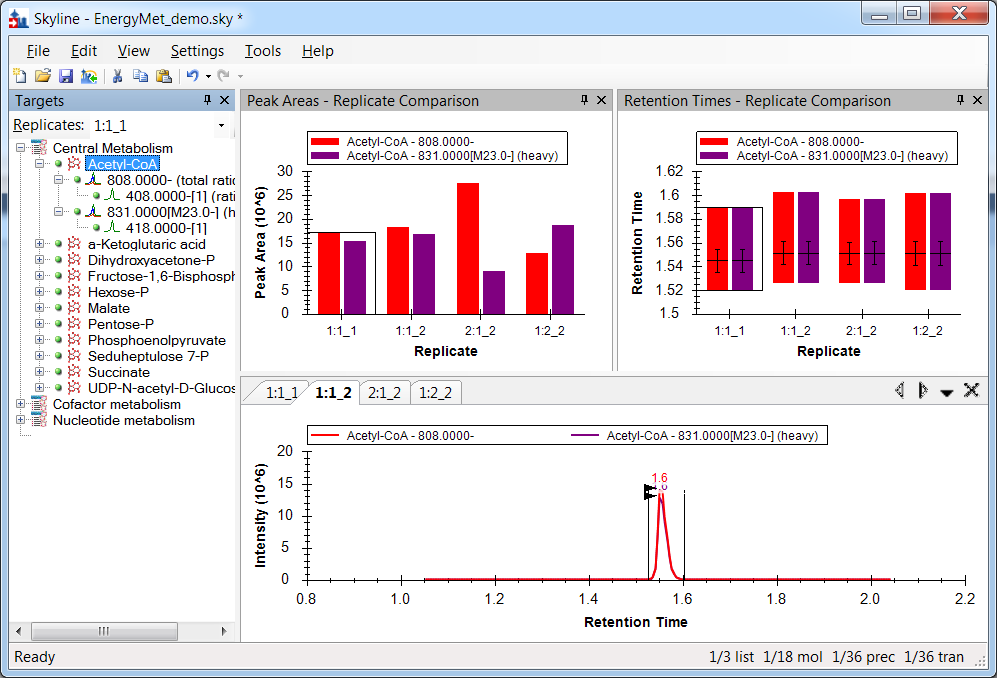 Skyline - EnergyMet_demo.sky *
File Edit View Settings Tools Help
Targets
Replicates: 1:1_1
Central Metabolism
Acetyl-CoA
808.0000- (total ratio
408.0000-[1] (rati
831.0000[M23.0-] (h
418.0000-[1]
a-Ketoglutaric acid
Dihydroxyacetone-P
Fructose-1,6-Bisphosph
Hexose-P
Malate
Pentose-P
Phosphoenolpyruvate
Seduheptulose 7-P
Succinate
UDP-N-acetyl-D-Glucos
Cofactor metabolism
Nucleotide metabolism
Peak Areas - Replicate Comparison
Acetyl-CoA - 808.0000-
Acetyl-CoA - 831.0000[M23.0-] (heavy)
Peak Area (10^6)
30
25
20
15
10
5
0
1:1_1 1:1_2 2:1_2 1:2_2
Replicate
Retention Times - Replicate Comparison
Acetyl-CoA - 808.0000-
Acetyl-CoA - 831.0000[M23.0-] (heavy)
Retention Time
1.62
1.6
1.58
1.56
1.54
1.52
1.5
1:1_1 1:1_2 2:1_2 1:2_2
Replicate
1:1_1 1:1_2 2:1_2 1:2_2
Acetyl-CoA - 808.0000- Acetyl-CoA - 831.0000[M23.0-] (heavy)
Intensity (10^6)
20
15
10
5
0
1.6
0.8 1.0 1.2 1.4 1.6 1.8 2.0 2.2
Retention Time
Ready
1/3 list 1/18 mol 1/36 prec 1/36 tran